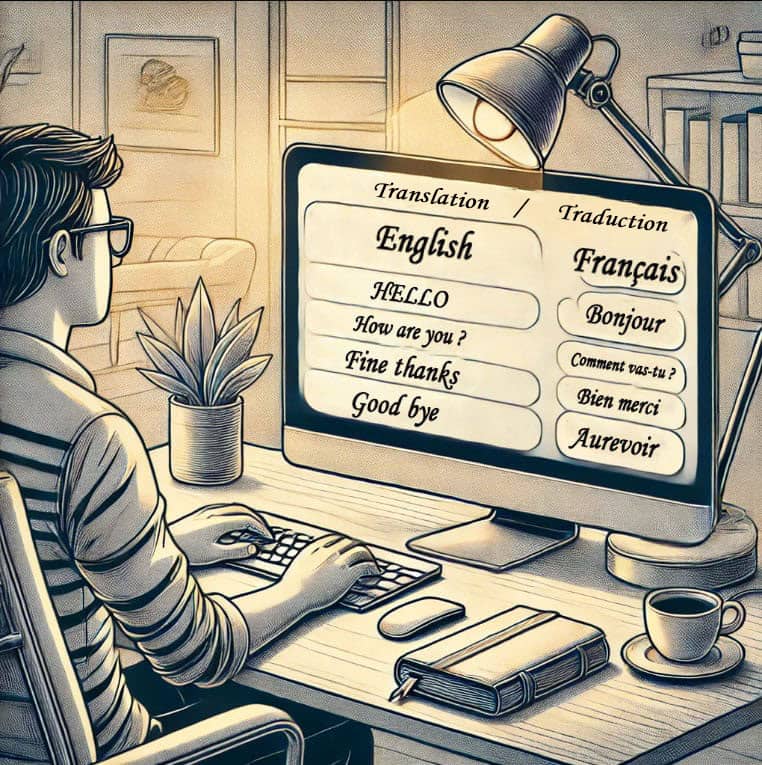 Translation / Traduction
English
Français
HELLO
Bonjour
How are you ?
Comment vas-tu ?
Fine thanks
Bien merci
Good bye
Aurevoir